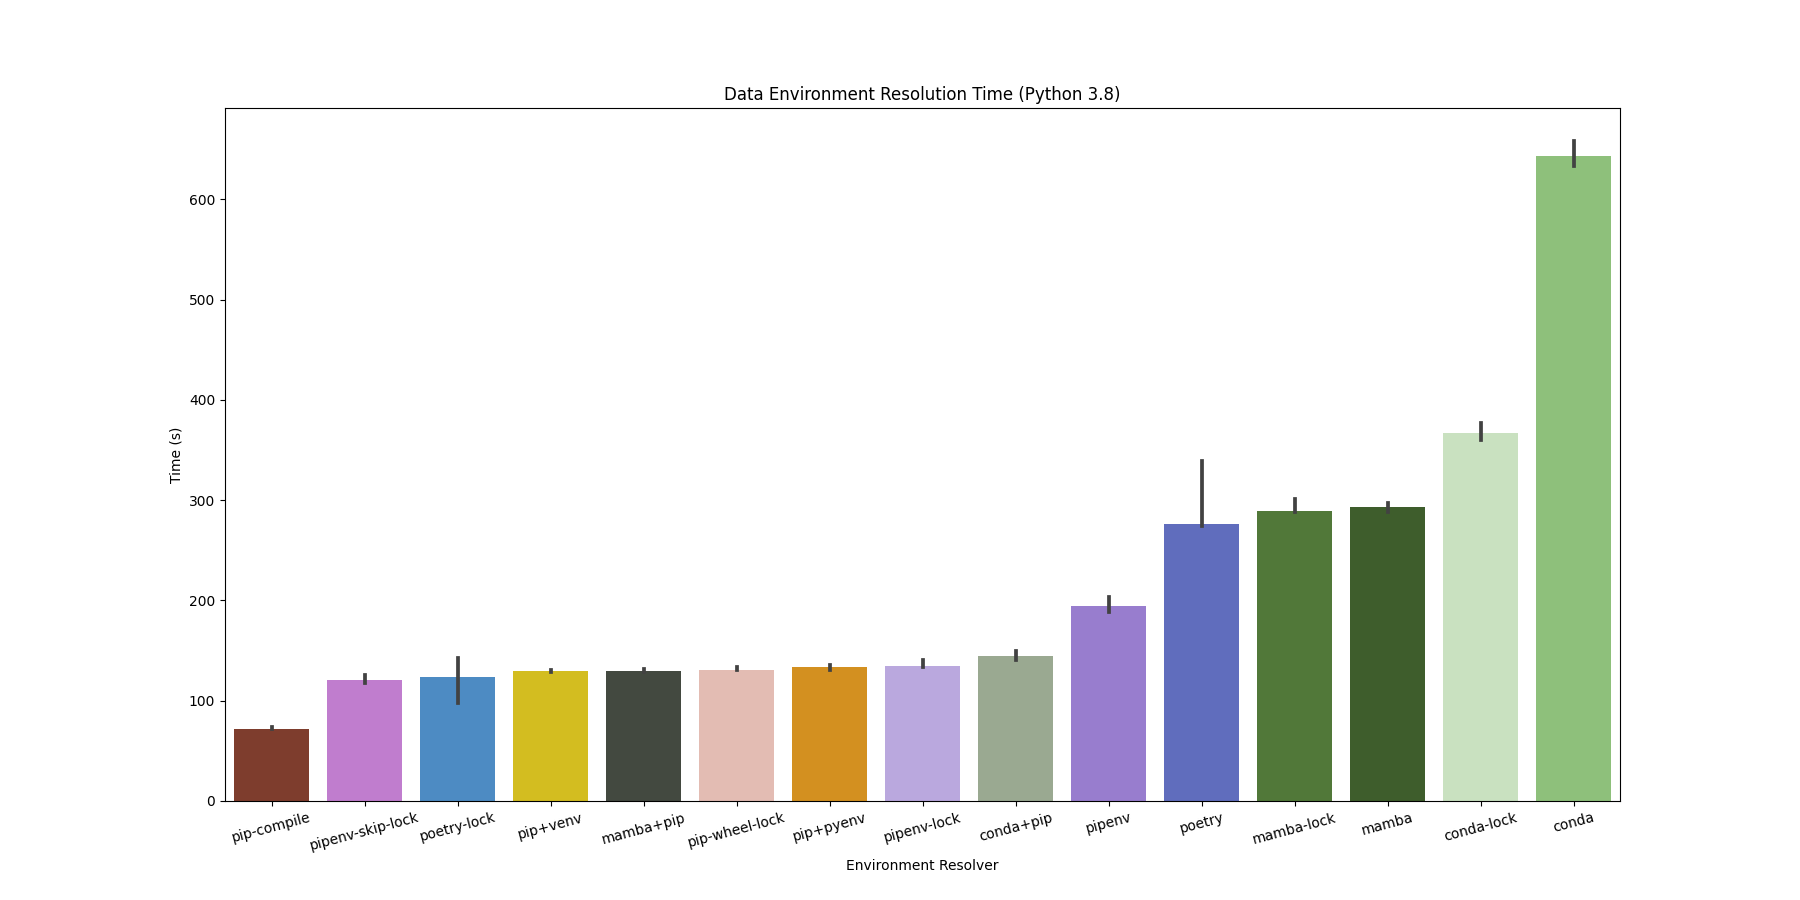 Data Environment Resolution Time (Python 3.8)
Time (s)
600
500
400
300
200
100
0
pip-compile
pipenv-skip-lock
poetry-lock
pip+venv
mamba+pip
pip-wheel-lock
pip+pyenv
pipenv-lock
conda+pip
pipenv
poetry
mamba-lock
mamba
conda-lock
conda
Environment Resolver